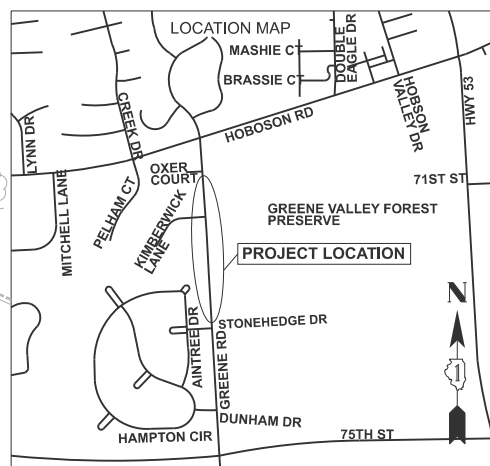 LOCATION MAP
MASHIE CT
BRASSIE CT
DOUBLE
EAGLE DR
HOBSON
VALLEY DR
HWY 53
HOBOSON RD
CREEK DR
LYNN DR
MITCHELL LANE
PELHAM CT
OXER
COURT
KIMBERWICK
LANE
71ST ST
GREENE VALLEY FOREST
PRESERVE
PROJECT LOCATION
N
1
AINTREE DR
GREENE RD
STONEHEDGE DR
DUNHAM DR
HAMPTON CIR
75TH ST